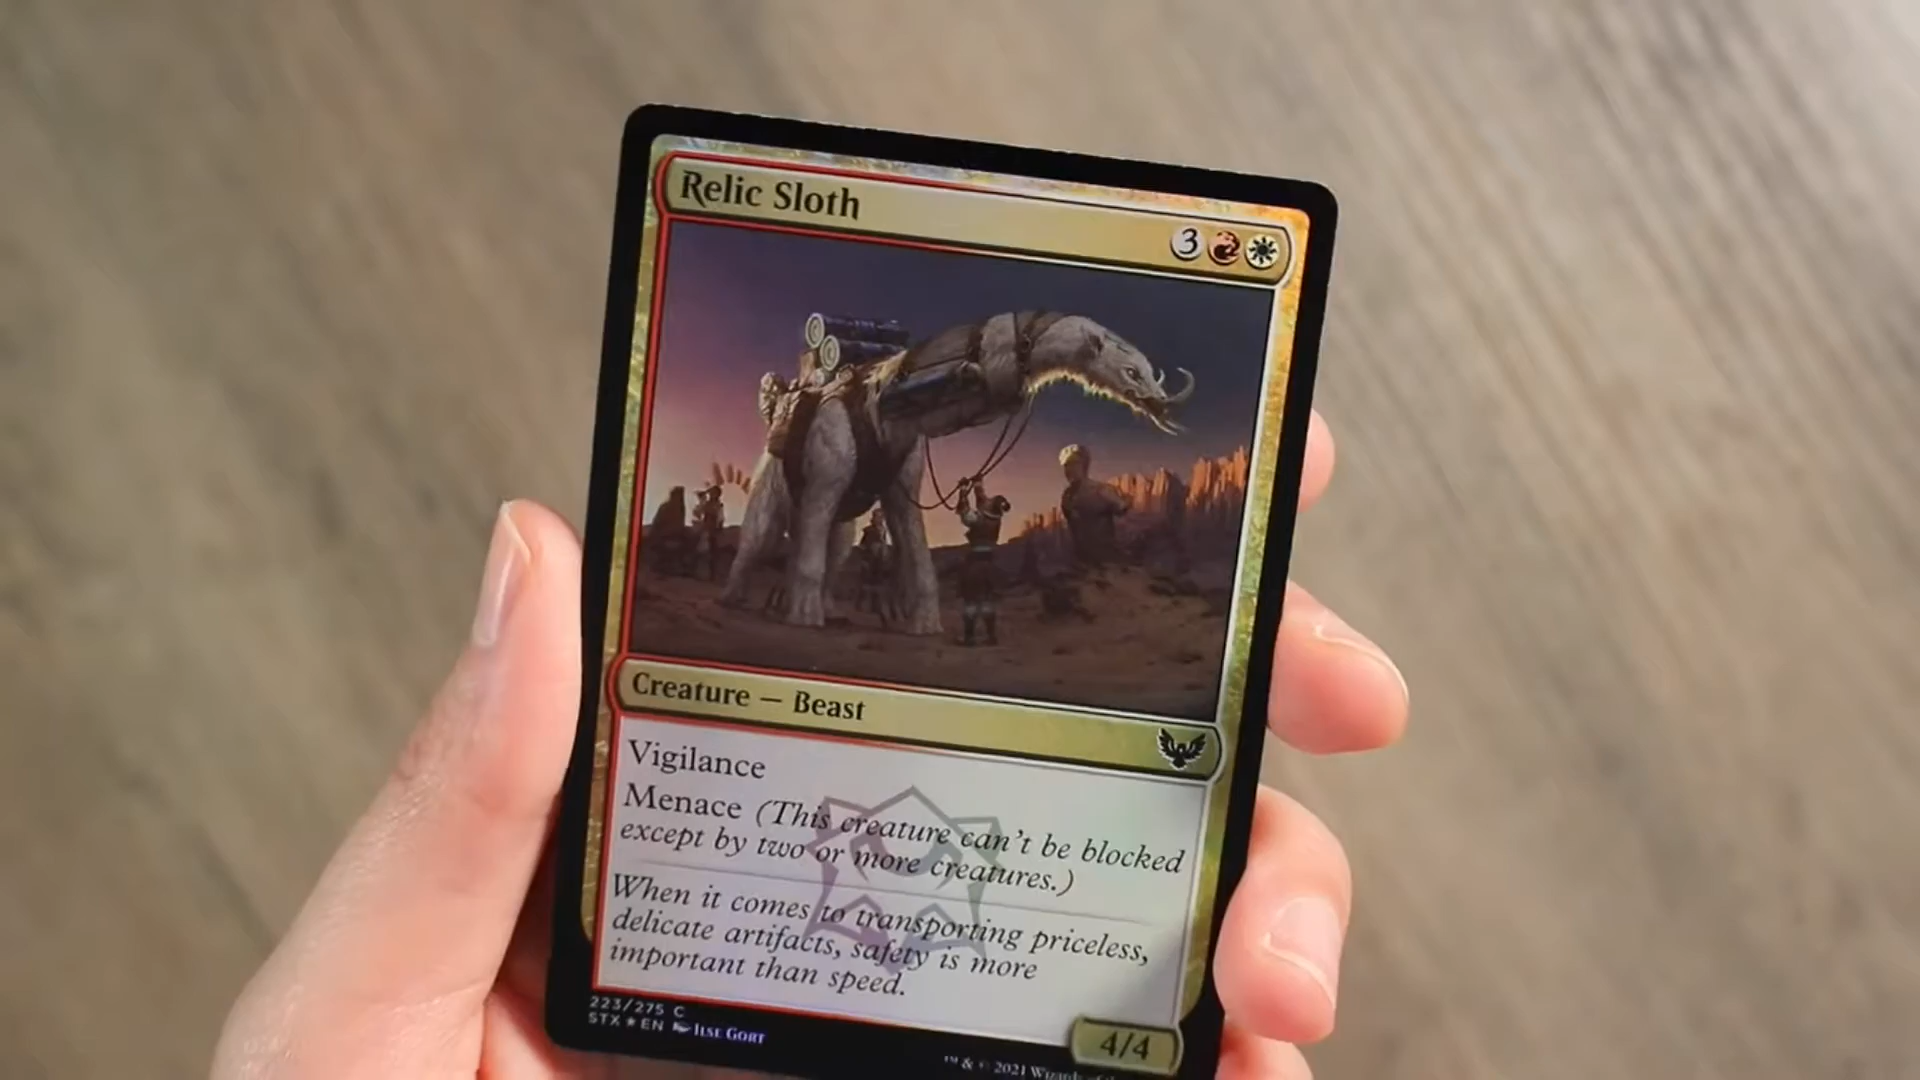 Relic Sloth
3
Creature — Beast
Vigilance
Menace (This creature can't be blocked
except by two or more creatures.)
When it comes to transporting priceless,
delicate artifacts, safety is more
important than speed.
4/4
223/275 C
STX★EN Ilse Gort
™ & © 2021 Wizards of